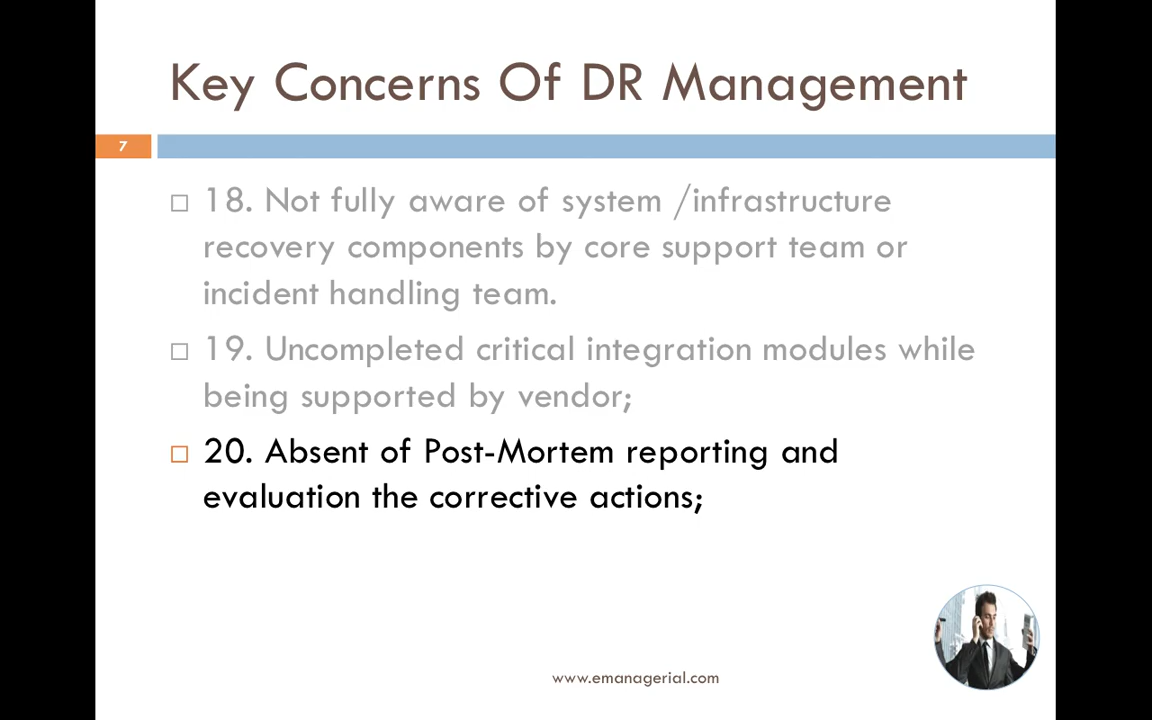 Key Concerns Of DR Management
7
18. Not fully aware of system /infrastructure
recovery components by core support team or
incident handling team.
19. Uncompleted critical integration modules while
being supported by vendor;
20. Absent of Post-Mortem reporting and
evaluation the corrective actions;
www.emanagerial.com